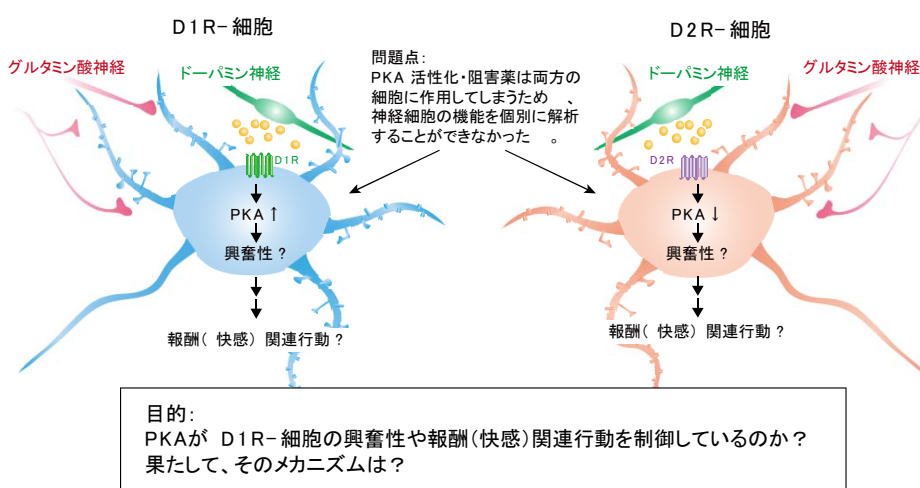 D1R-細胞
グルタミン酸神経
ドーパミン神経
D1R
PKA ↑
興奮性 ?
報酬( 快感) 関連行動 ?
問題点:
PKA 活性化・阻害薬は両方の
細胞に作用してしまうため 、
神経細胞の機能を個別に解析
することができなかった 。
D2R-細胞
ドーパミン神経
グルタミン酸神経
D2R
PKA ↓
興奮性 ?
報酬( 快感) 関連行動 ?
目的:
PKAが D1R-細胞の興奮性や報酬(快感)関連行動を制御しているのか?
果たして、そのメカニズムは?